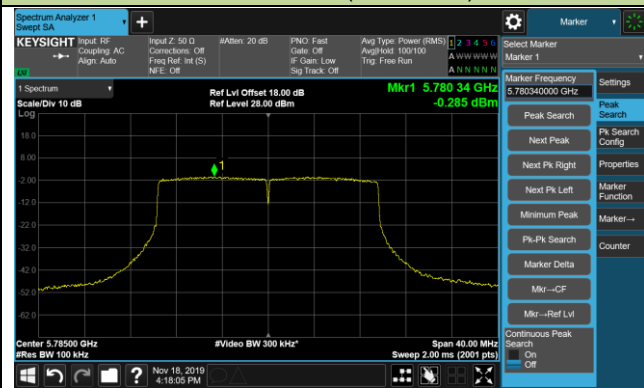 Spectrum Analyzer 1
Swept SA
+
Marker
KEYSIGHT
Input: RF
Coupling: AC
Align: Auto
Input Z: 50 Ω
Corrections: Off
Freq Ref: Int (S)
NFE: Off
#Atten: 20 dB
PNO: Fast
Gate: Off
IF Gain: Low
Sig Track: Off
Avg Type: Power (RMS)
Avg|Hold: 100/100
Trig: Free Run
1 2 3 4 5 6
A W W W W W
A N N N N N
Select Marker
Marker 1
LXI
1 Spectrum
Scale/Div 10 dB
Log
Ref Lvl Offset 18.00 dB
Ref Level 28.00 dBm
Mkr1 5.780 34 GHz
-0.285 dBm
18.0
8.00
-2.00
-12.0
-22.0
-32.0
-42.0
-52.0
-62.0
1
Center 5.78500 GHz
#Res BW 100 kHz
#Video BW 300 kHz*
Span 40.00 MHz
Sweep 2.00 ms (2001 pts)
Marker Frequency
5.780340000 GHz
Peak Search
Next Peak
Next Pk Right
Next Pk Left
Minimum Peak
Pk-Pk Search
Marker Delta
Mkr→CF
Mkr→Ref Lvl
Continuous Peak
Search
On
Off
Settings
Peak
Search
Pk Search
Config
Properties
Marker
Function
Marker→
Counter
?
Nov 18, 2019
4:18:05 PM